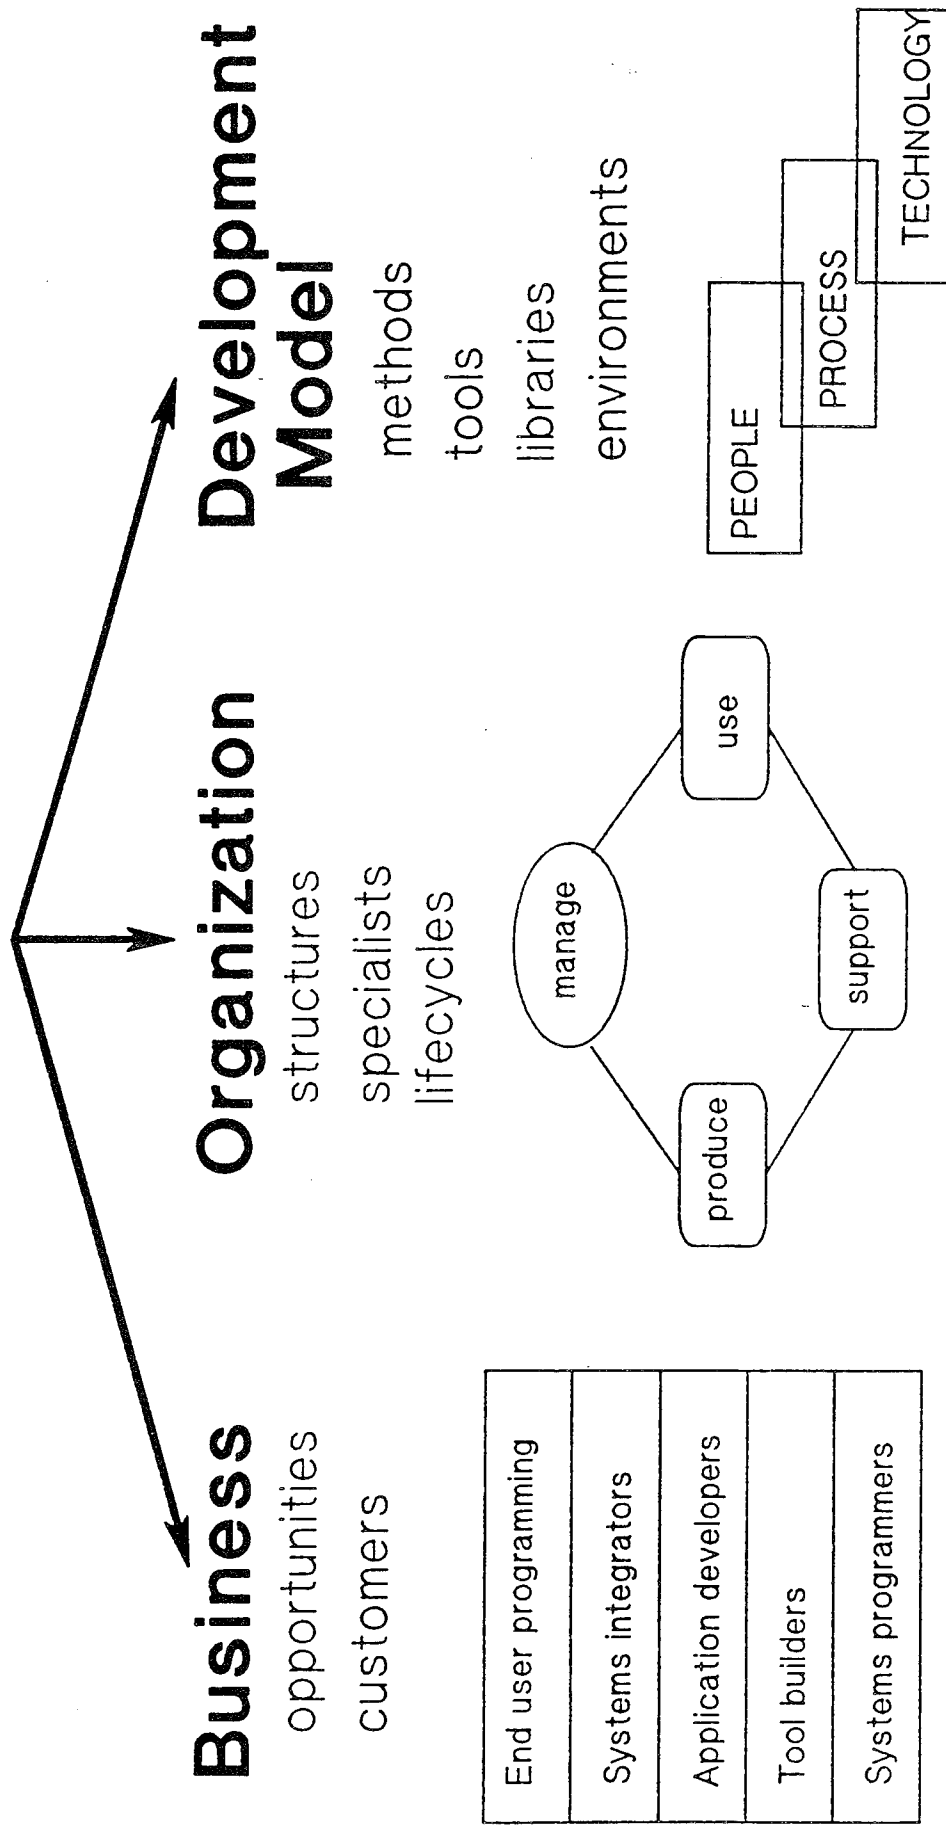 Business
opportunities
customers
End user programming
Systems integrators
Application developers
Tool builders
Systems programmers
Organization
structures
specialists
lifecycles
manage
produce
use
support
Development
Model
methods
tools
libraries
environments
PEOPLE
PROCESS
TECHNOLOGY